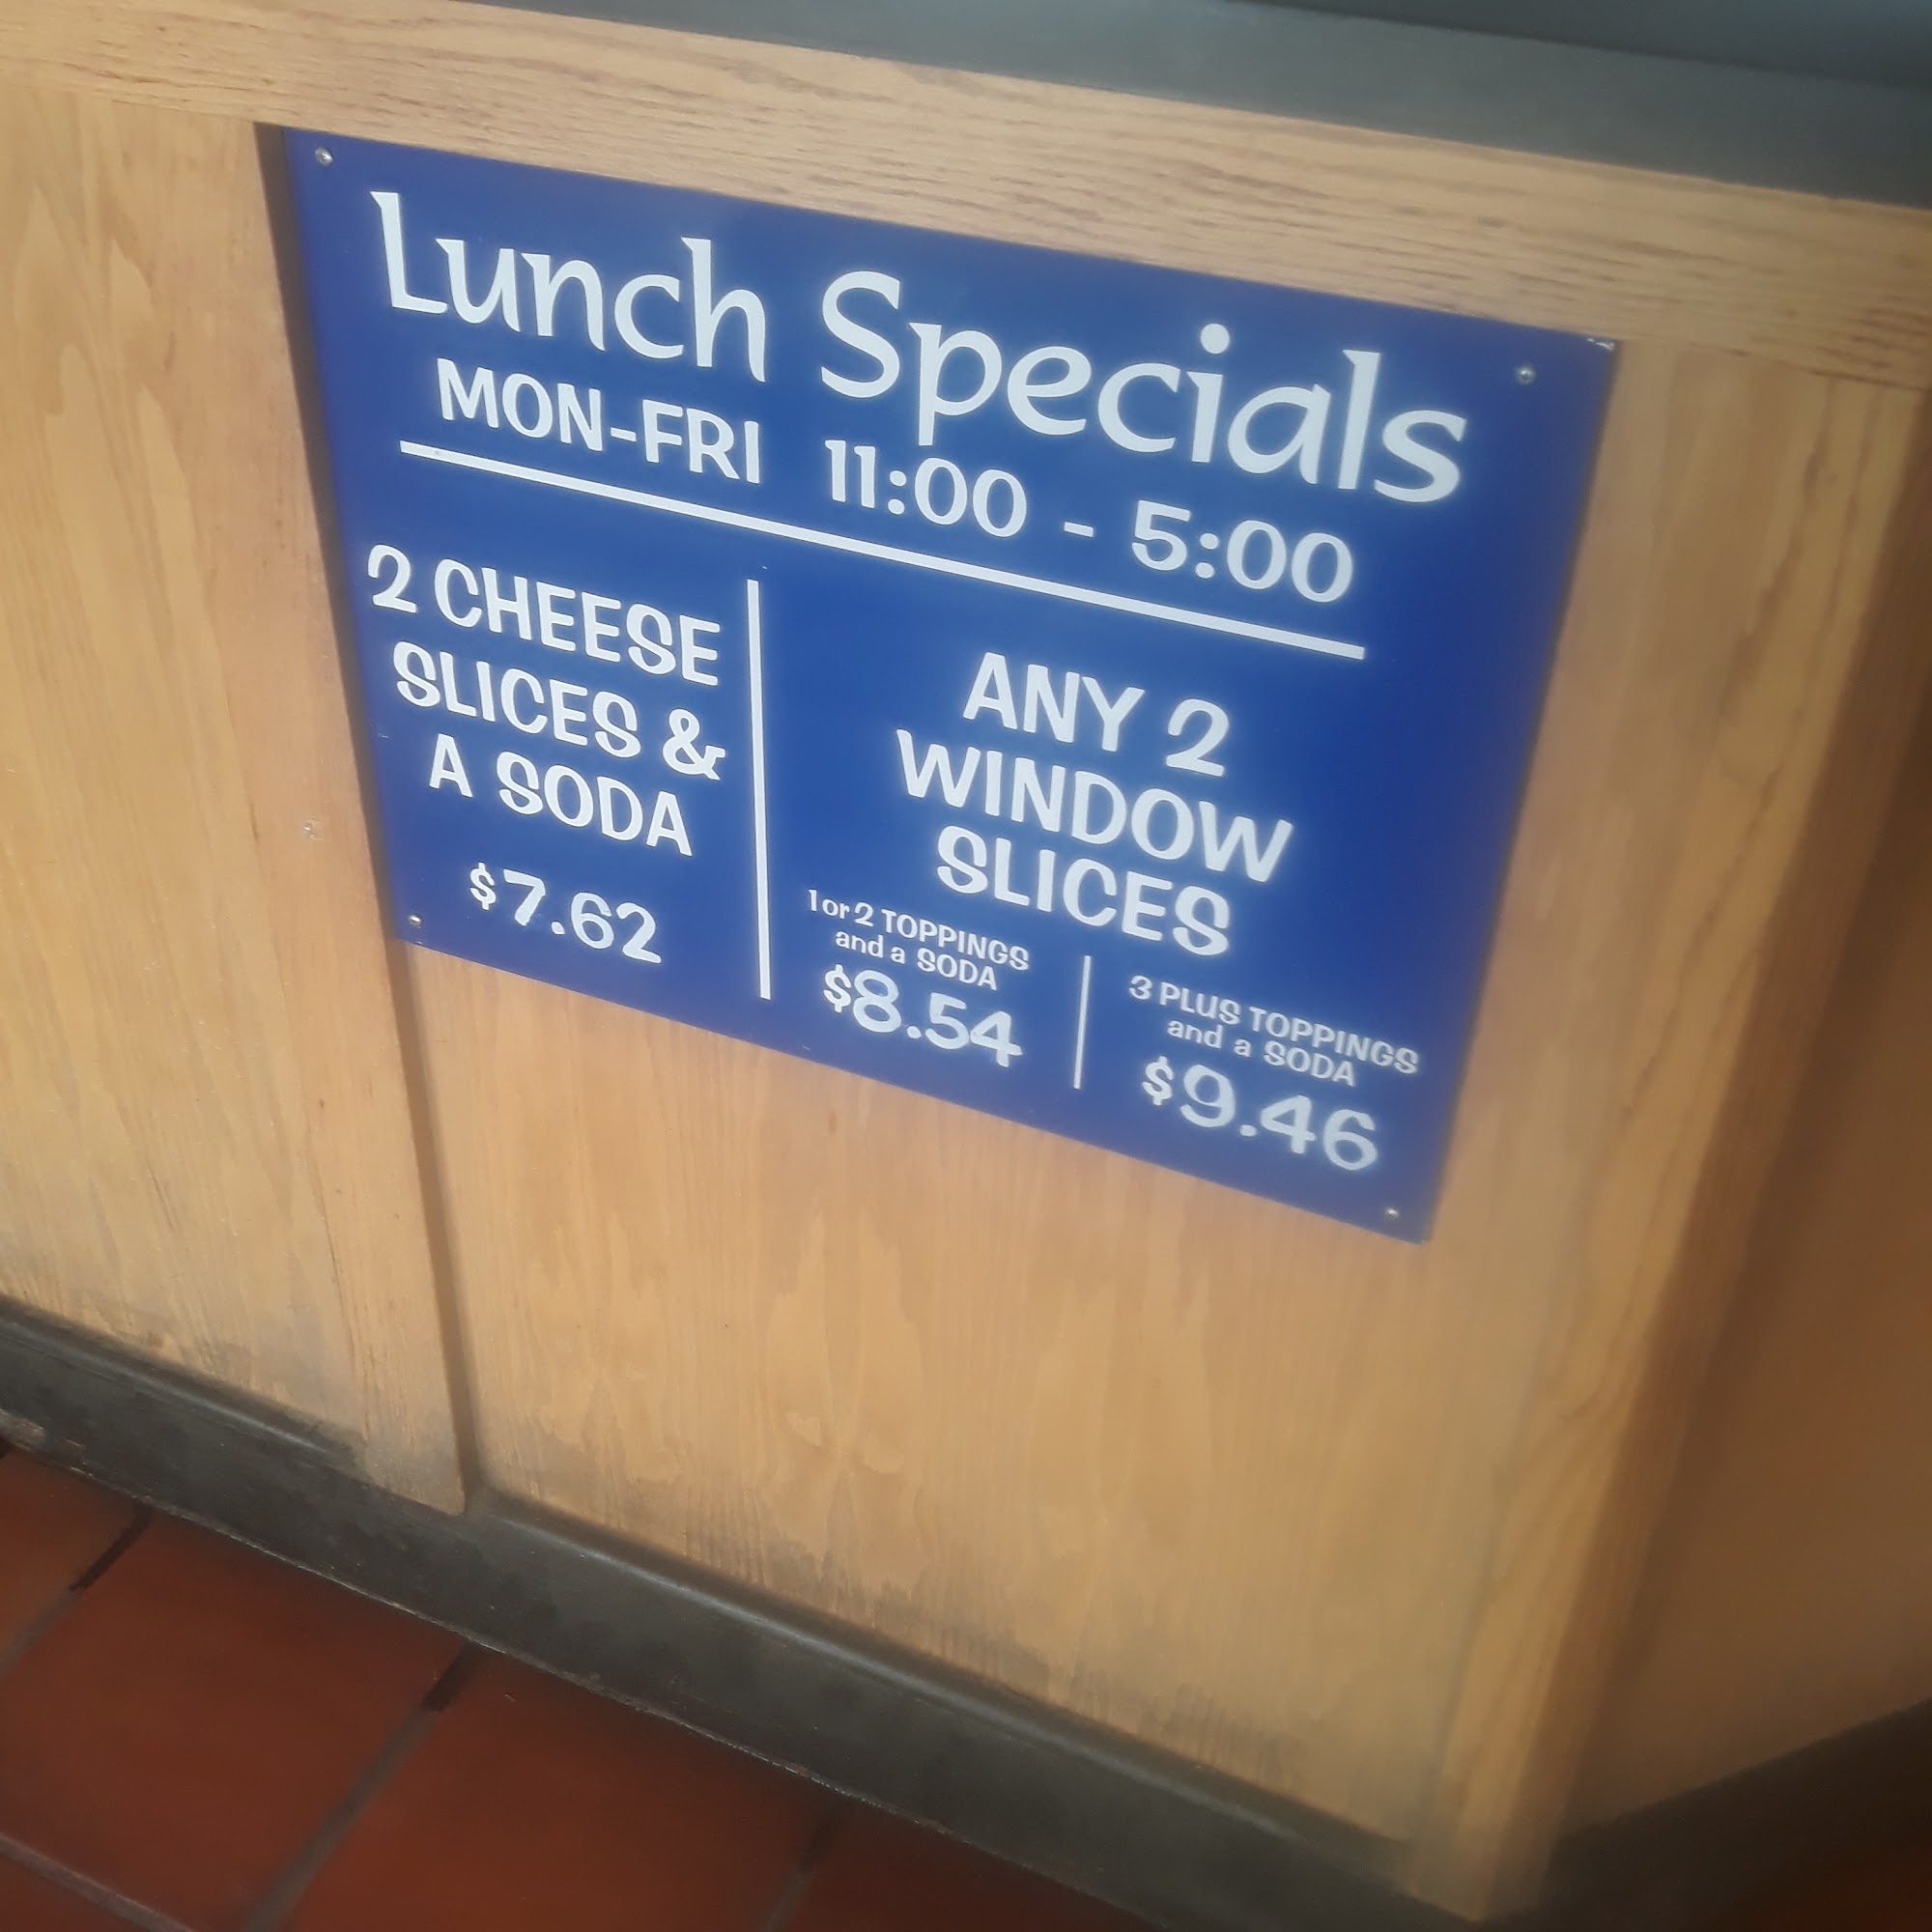 Lunch Specials
MON-FRI 11:00 - 5:00
2 CHEESE
SLICES &
A SODA
$7.62
ANY 2
WINDOW
SLICES
1 or 2 TOPPINGS
and a SODA
$8.54
3 PLUS TOPPINGS
and a SODA
$9.46